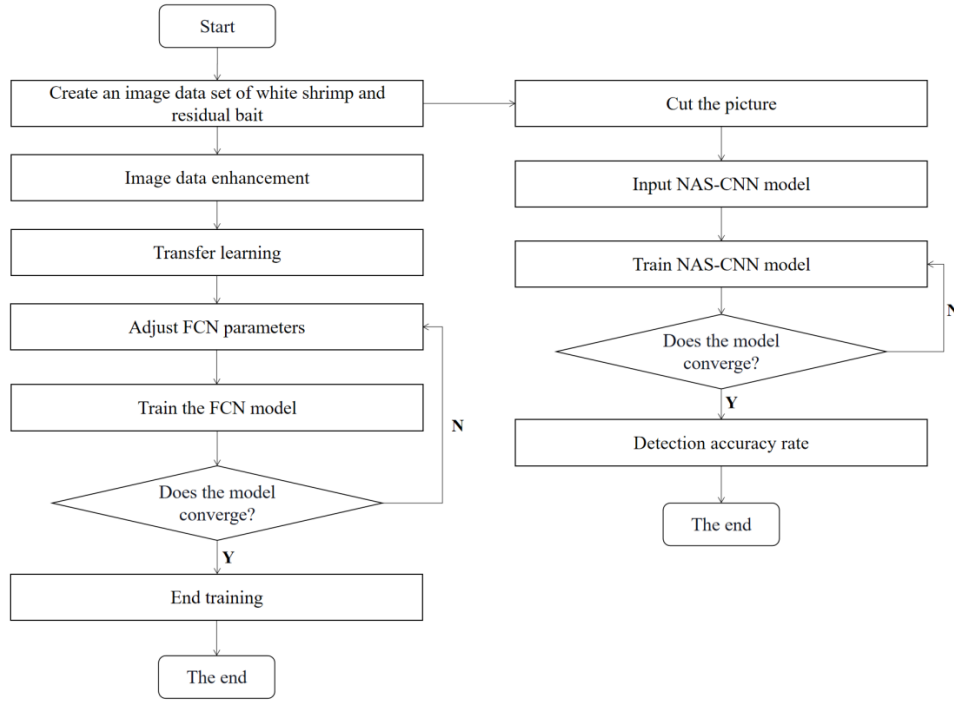 Start
Create an image data set of white shrimp and
residual bait
Image data enhancement
Transfer learning
Adjust FCN parameters
Train the FCN model
N
Does the model
converge?
Y
End training
The end
Cut the picture
Input NAS-CNN model
Train NAS-CNN model
N
Does the model
converge?
Y
Detection accuracy rate
The end